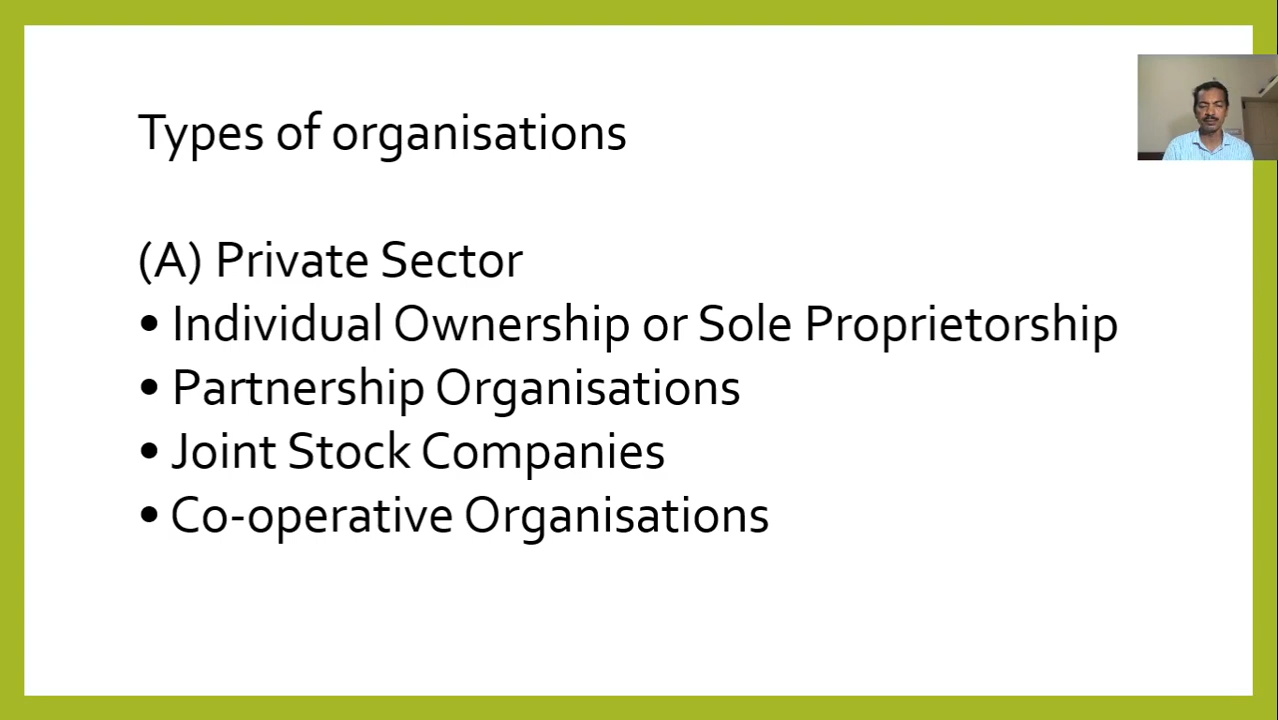 Types of organisations
(A) Private Sector
• Individual Ownership or Sole Proprietorship
• Partnership Organisations
• Joint Stock Companies
• Co-operative Organisations